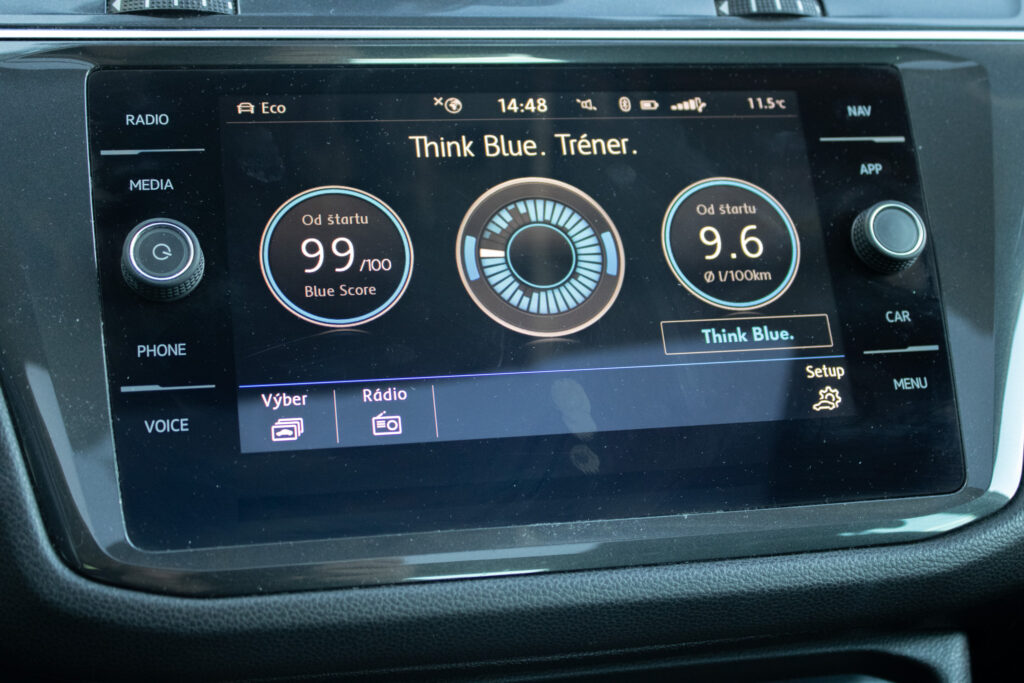 Eco 14:48 11.5°C
Think Blue. Tréner.
Od štartu
99/100
Blue Score
Od štartu
9.6
Ø l/100km
Think Blue.
Výber
Rádio
Setup
RADIO
MEDIA
PHONE
VOICE
NAV
APP
CAR
MENU